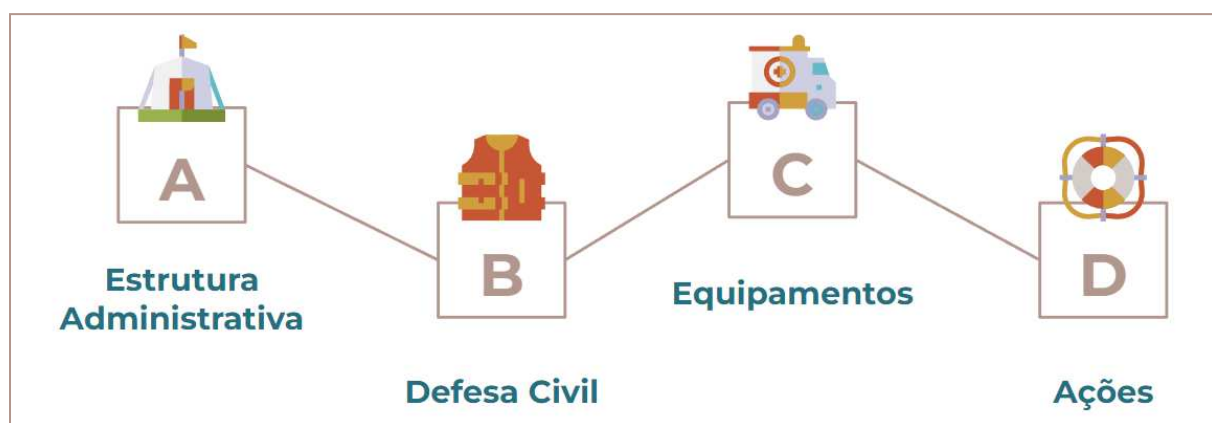 A
Estrutura
Administrativa
B
Defesa Civil
C
Equipamentos
D
Ações